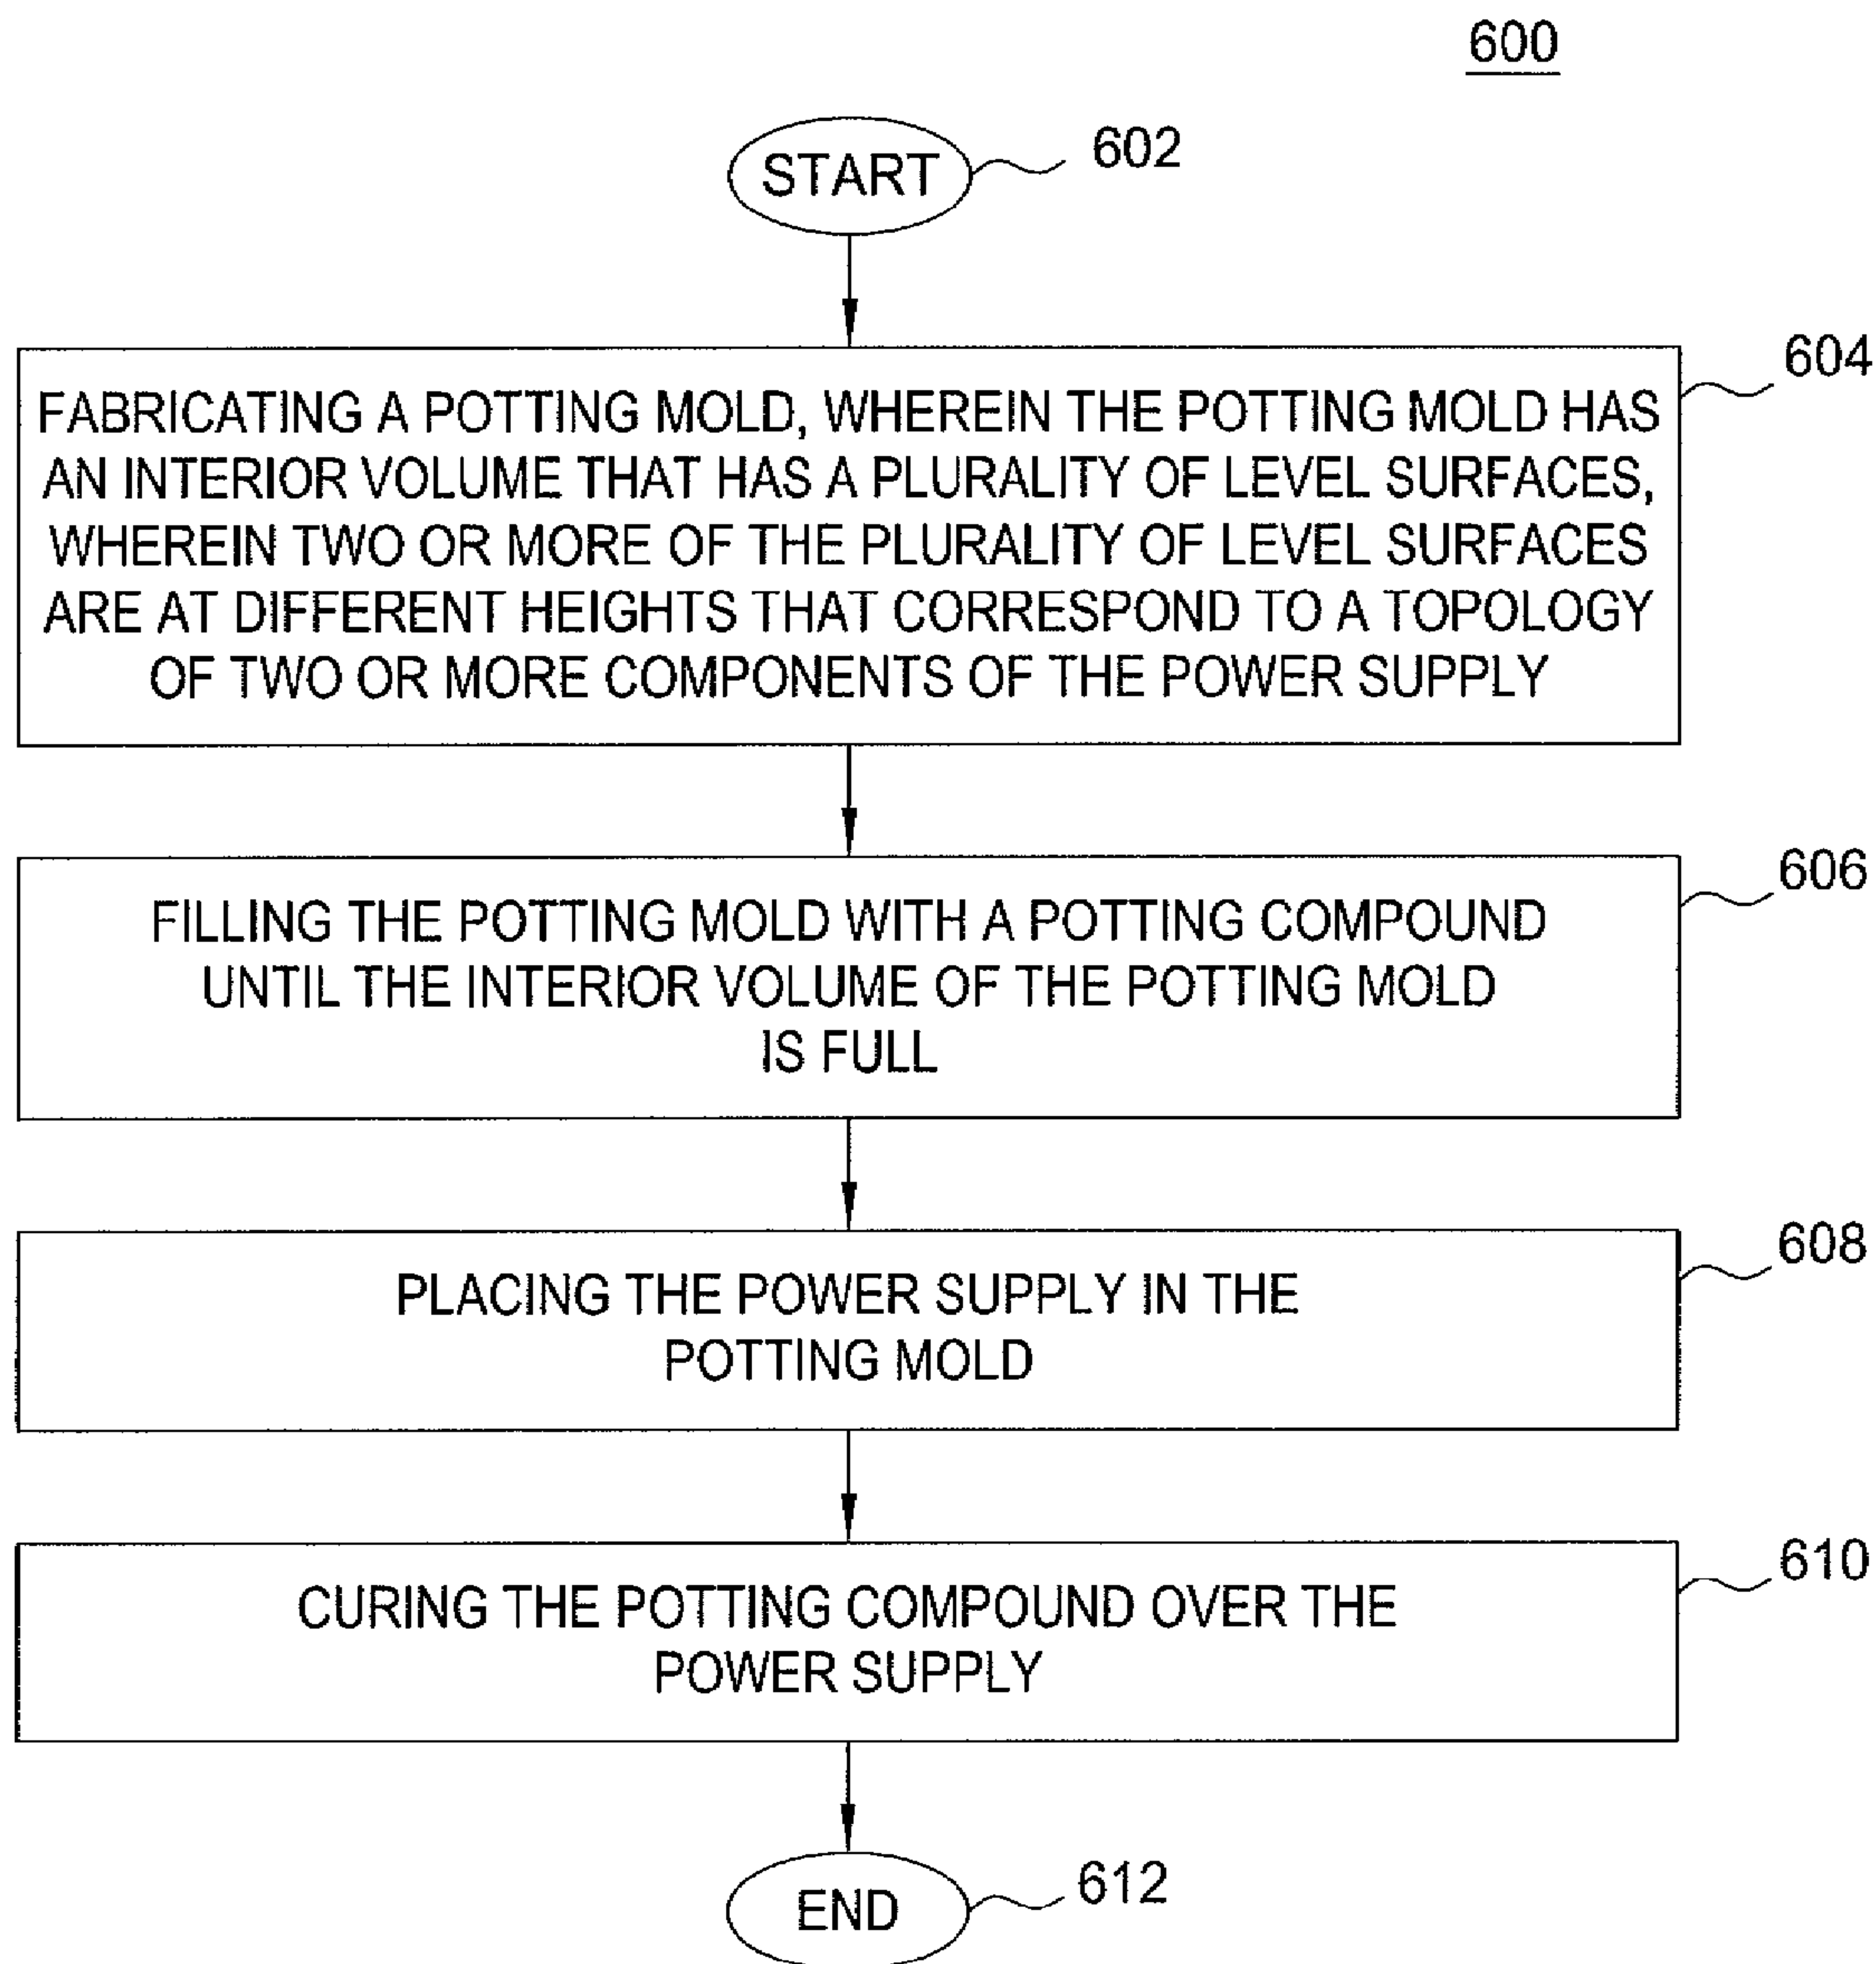 600
START
602
604
FABRICATING A POTTING MOLD, WHEREIN THE POTTING MOLD HAS
AN INTERIOR VOLUME THAT HAS A PLURALITY OF LEVEL SURFACES,
WHEREIN TWO OR MORE OF THE PLURALITY OF LEVEL SURFACES
ARE AT DIFFERENT HEIGHTS THAT CORRESPOND TO A TOPOLOGY
OF TWO OR MORE COMPONENTS OF THE POWER SUPPLY
606
FILLING THE POTTING MOLD WITH A POTTING COMPOUND
UNTIL THE INTERIOR VOLUME OF THE POTTING MOLD
IS FULL
608
PLACING THE POWER SUPPLY IN THE
POTTING MOLD
610
CURING THE POTTING COMPOUND OVER THE
POWER SUPPLY
END
612